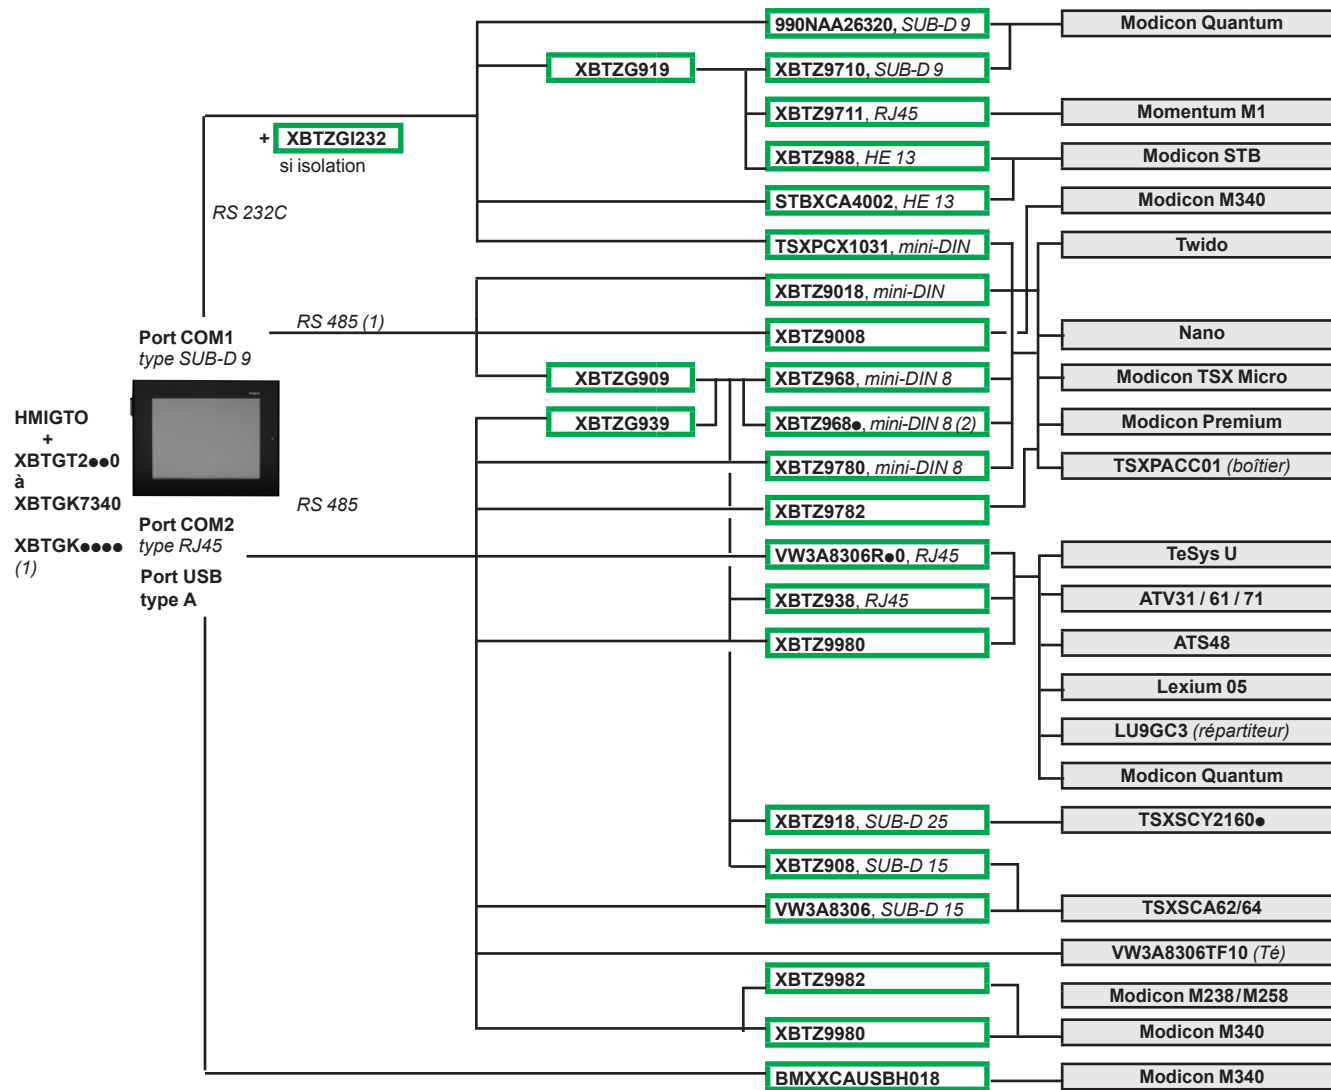 990NAA26320, SUB-D 9
Modicon Quantum
XBTZG919
XBTZ9710, SUB-D 9
XBTZ9711, RJ45
Momentum M1
+ XBTZGI232
si isolation
XBTZ988, HE 13
Modicon STB
STBXCA4002, HE 13
Modicon M340
RS 232C
TSXPCX1031, mini-DIN
Twido
XBTZ9018, mini-DIN
RS 485 (1)
Port COM1
type SUB-D 9
XBTZ9008
Nano
XBTZG909
XBTZ968, mini-DIN 8
Modicon TSX Micro
XBTZG939
XBTZ968●, mini-DIN 8 (2)
Modicon Premium
HMIGTO
+
XBTGT2●●0
à
XBTGK7340
XBTZ9780, mini-DIN 8
TSXPACC01 (boîtier)
RS 485
XBTZ9782
Port COM2
type RJ45
XBTGK●●●●
(1)
Port USB
type A
VW3A8306R●0, RJ45
TeSys U
XBTZ938, RJ45
ATV31 / 61 / 71
XBTZ9980
ATS48
Lexium 05
LU9GC3 (répartiteur)
Modicon Quantum
XBTZ918, SUB-D 25
TSXSCY2160●
XBTZ908, SUB-D 15
VW3A8306, SUB-D 15
TSXSCA62/64
VW3A8306TF10 (Té)
XBTZ9982
Modicon M238/M258
XBTZ9980
Modicon M340
BMXXCAUSBH018
Modicon M340